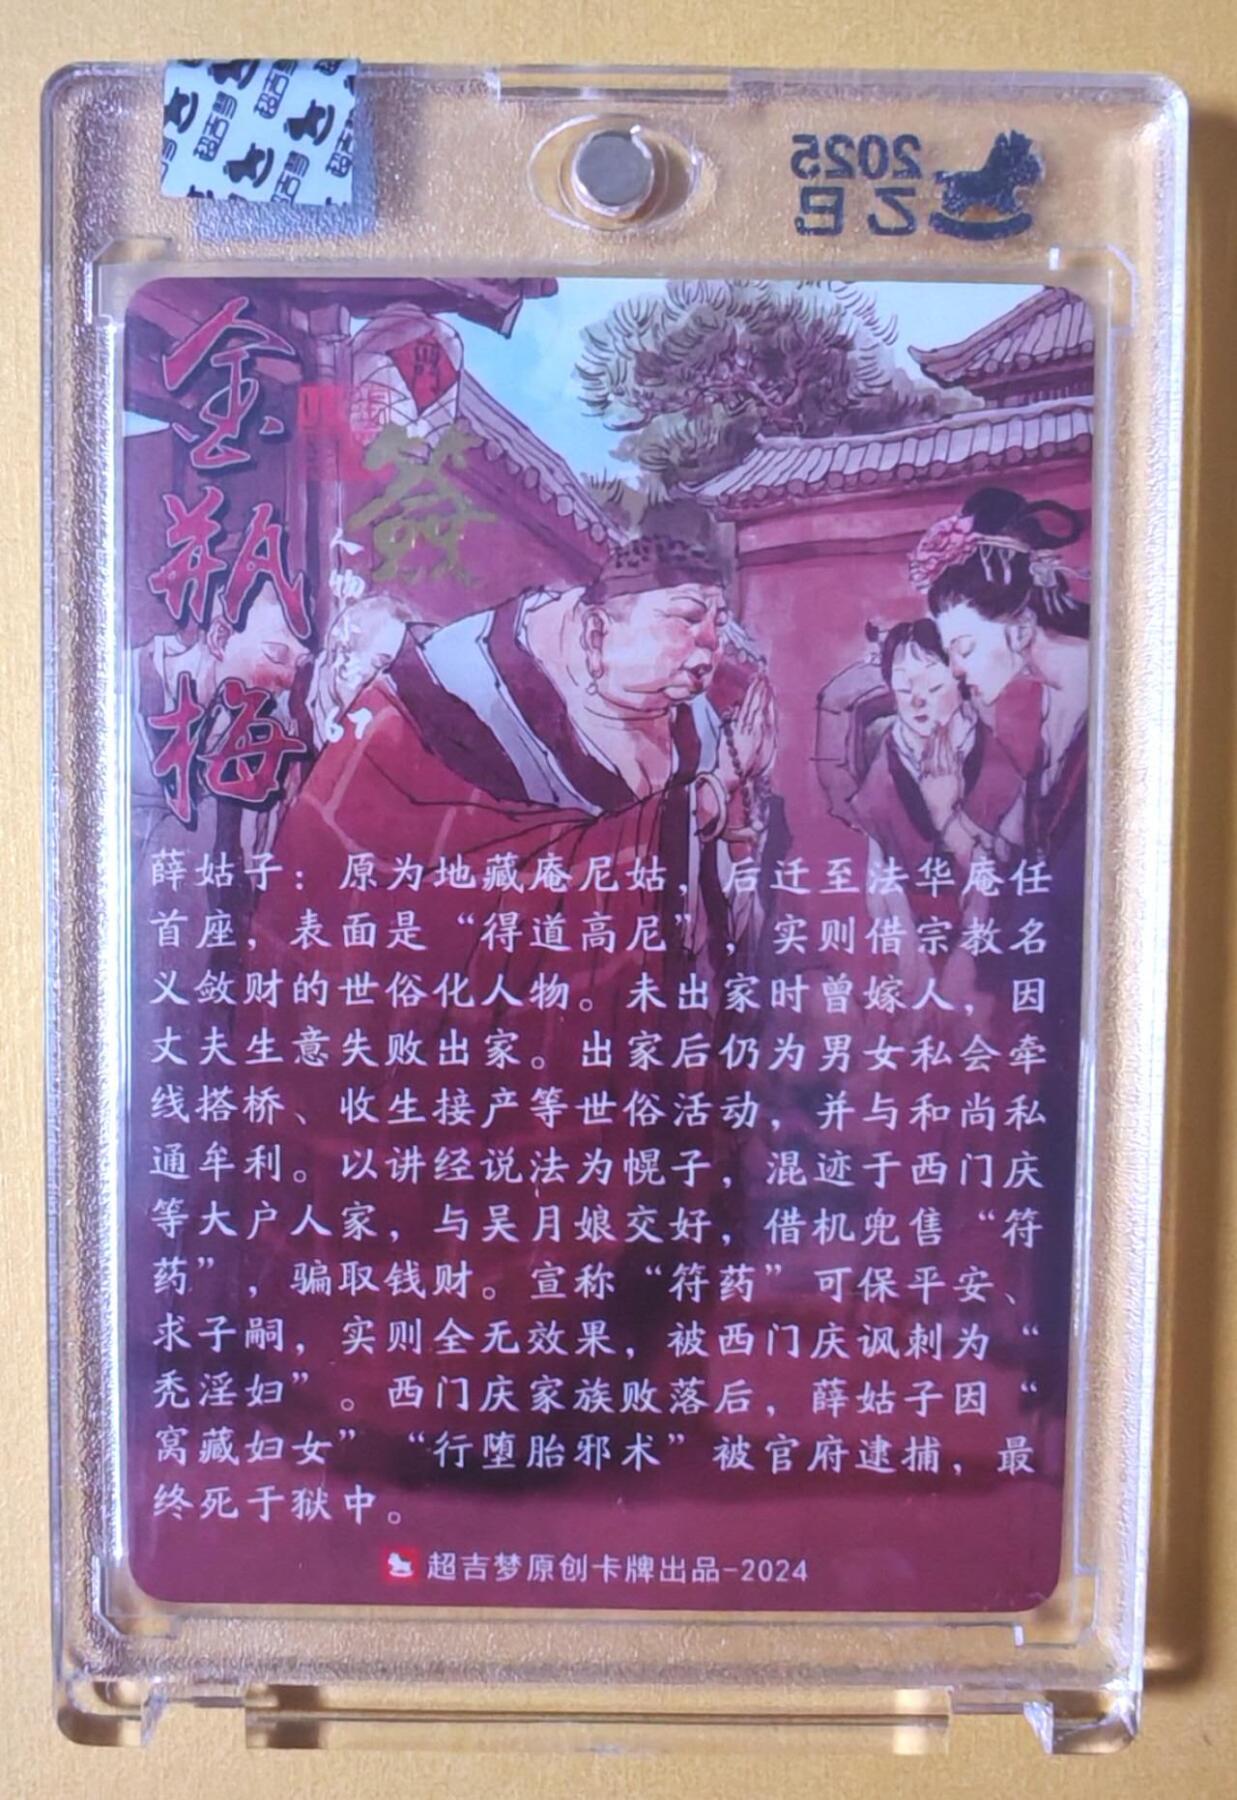 2025
乙巳
金瓶梅
签
人物
67
薛姑子：原为地藏庵尼姑，后迁至法华庵任
首座，表面是“得道高尼”，实则借宗教名
义敛财的世俗化人物。未出家时曾嫁人，因
丈夫生意失败出家。出家后仍为男女私会牵
线搭桥、收生接产等世俗活动，并与和尚私
通牟利。以讲经说法为幌子，混迹于西门庆
等大户人家，与吴月娘交好，借机兜售“符
药”，骗取钱财。宣称“符药”可保平安、
求子嗣，实则全无效果，被西门庆讽刺为“
秃淫妇”。西门庆家族败落后，薛姑子因“
窝藏妇女”“行堕胎邪术”被官府逮捕，最
终死于狱中。
超吉梦原创卡牌出品-2024